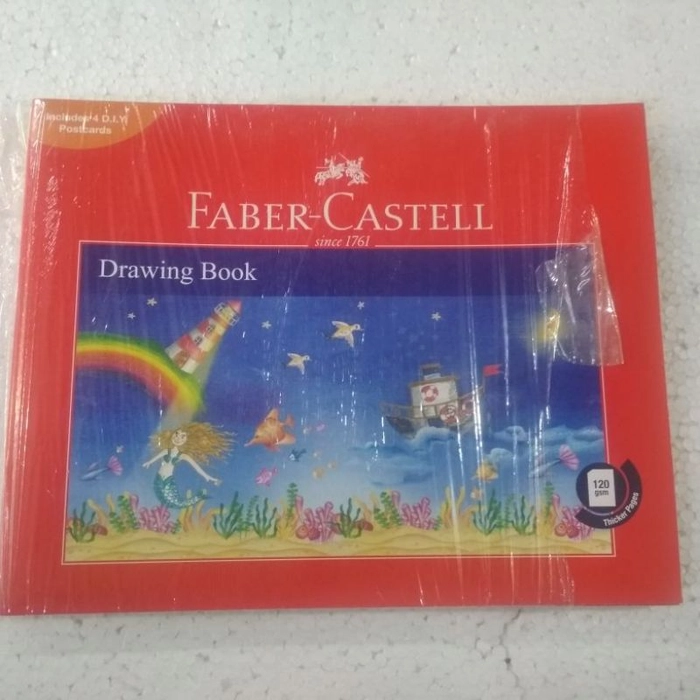 Includes 4 D.I.Y.
Postcards
FABER-CASTELL
since 1761
Drawing Book
120
gsm
Thicker Pages